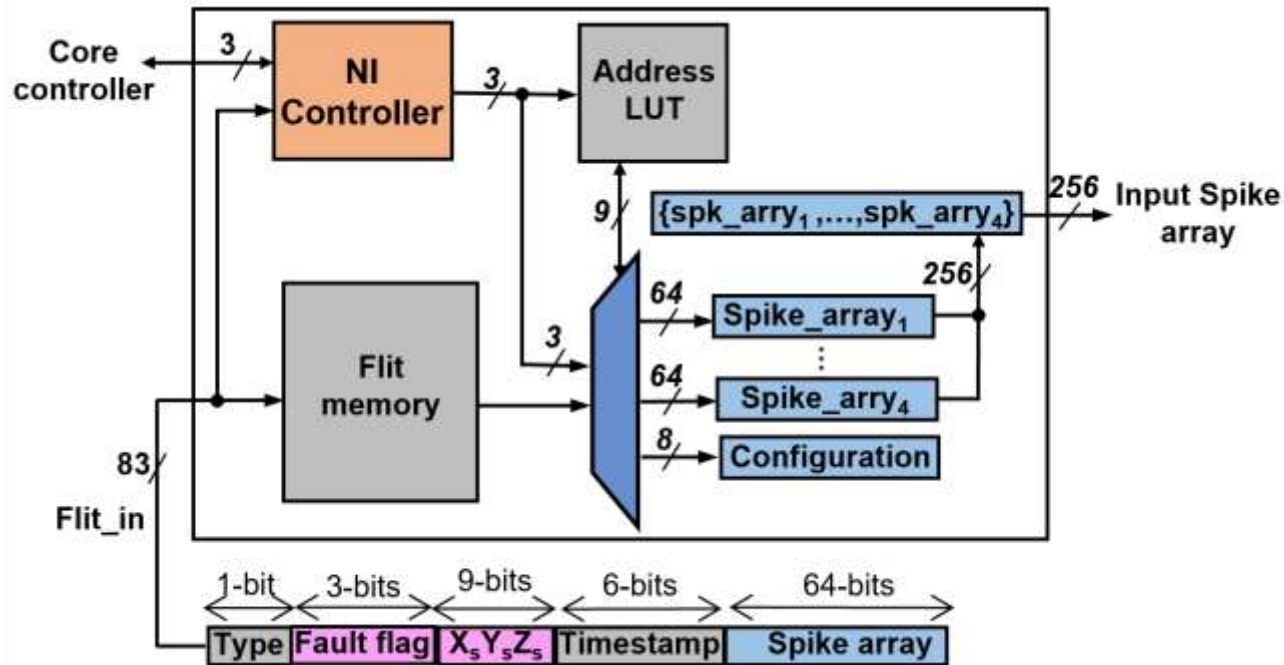 Core
controller
3
NI
Controller
3
Address
LUT
9
{spk_arry1,...,spk_arry4}
256
Input Spike
array
256
64
Spike_array1
⋮
3
Flit
memory
64
Spike_arry4
8
Configuration
83
Flit_in
1-bit
3-bits
9-bits
6-bits
64-bits
Type
Fault flag
XsYsZs
Timestamp
Spike array